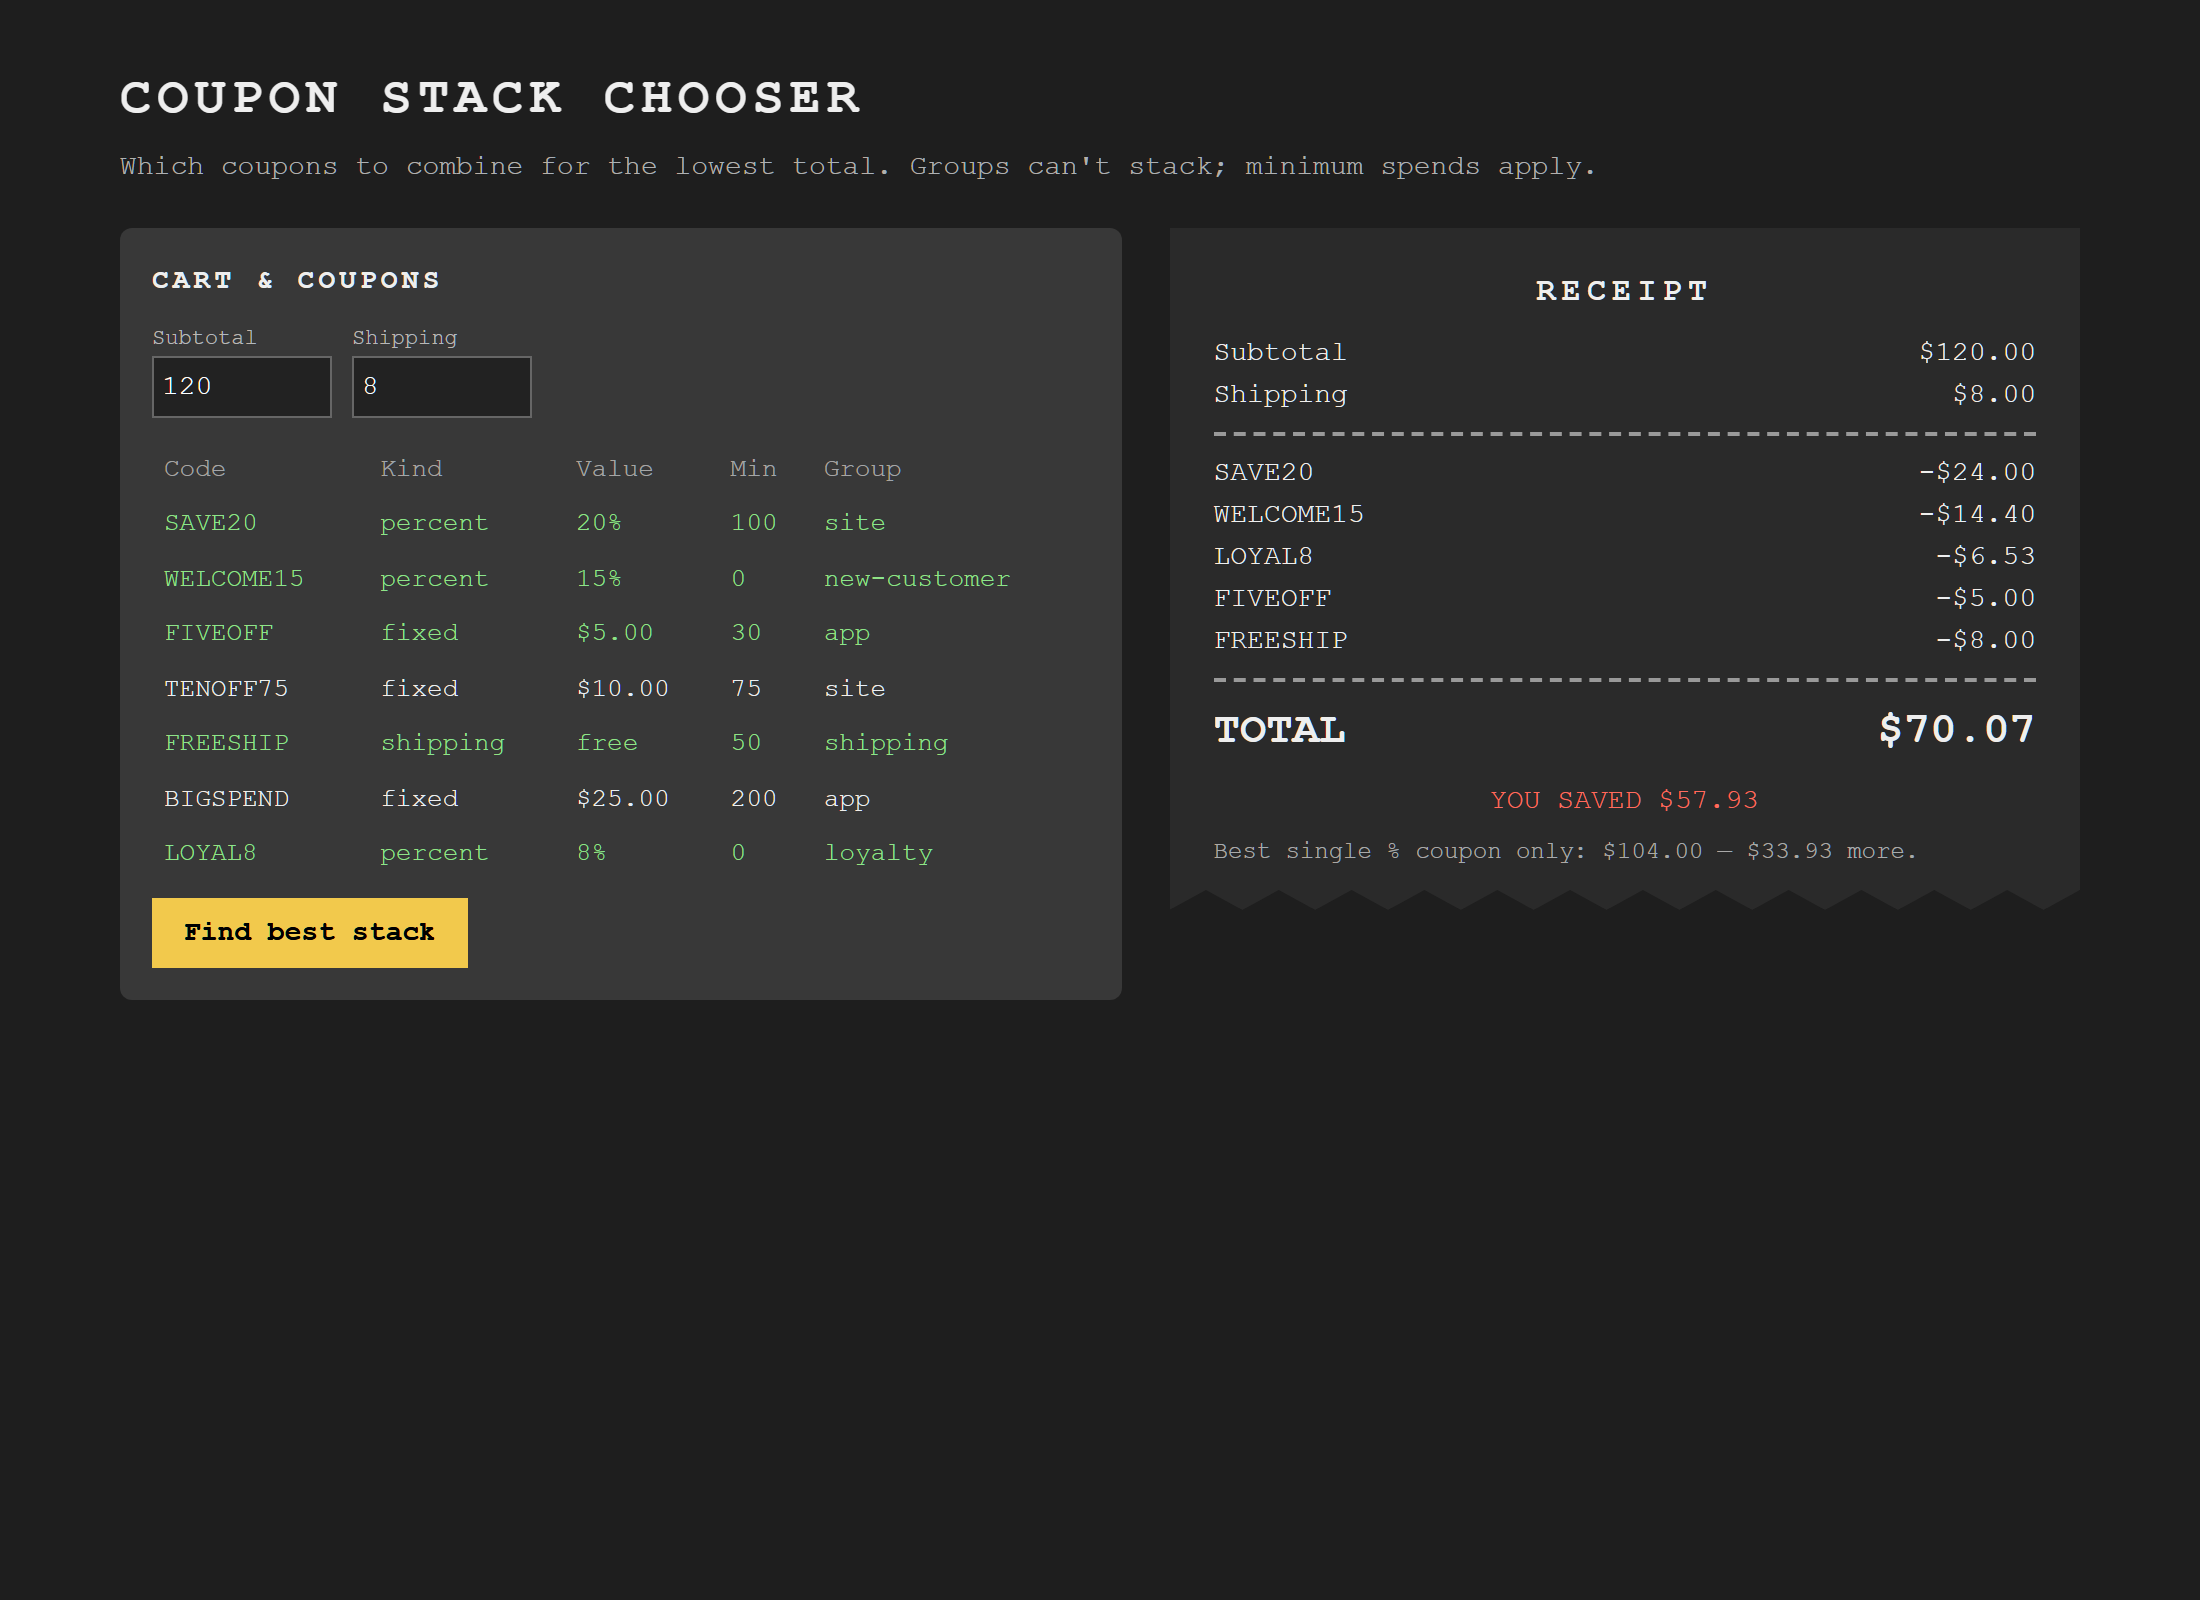 COUPON STACK CHOOSER
Which coupons to combine for the lowest total. Groups can't stack; minimum spends apply.
CART & COUPONS
Subtotal Shipping
120 8
Code Kind Value Min Group
SAVE20 percent 20% 100 site
WELCOME15 percent 15% 0 new-customer
FIVEOFF fixed $5.00 30 app
TENOFF75 fixed $10.00 75 site
FREESHIP shipping free 50 shipping
BIGSPEND fixed $25.00 200 app
LOYAL8 percent 8% 0 loyalty
Find best stack
RECEIPT
Subtotal $120.00
Shipping $8.00
SAVE20 -$24.00
WELCOME15 -$14.40
LOYAL8 -$6.53
FIVEOFF -$5.00
FREESHIP -$8.00
TOTAL $70.07
YOU SAVED $57.93
Best single % coupon only: $104.00 — $33.93 more.